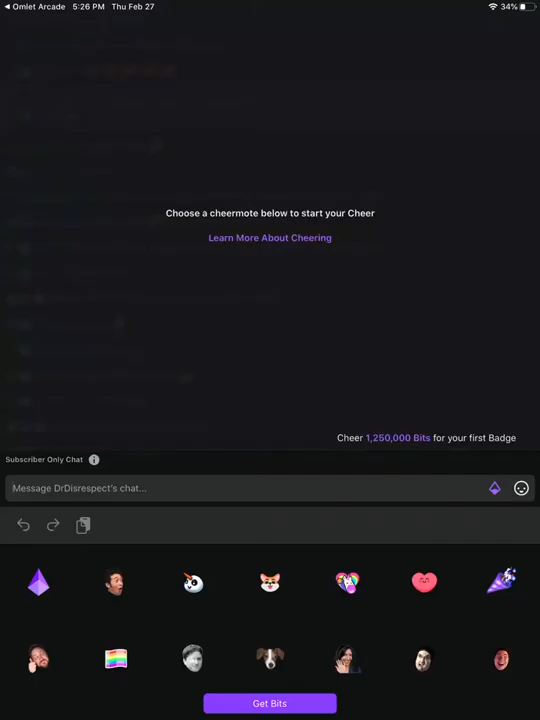 Omlet Arcade 5:26 PM Thu Feb 27 34%
Choose a cheermote below to start your Cheer
Learn More About Cheering
Cheer 1,250,000 Bits for your first Badge
Subscriber Only Chat
Message DrDisrespect's chat...
Get Bits